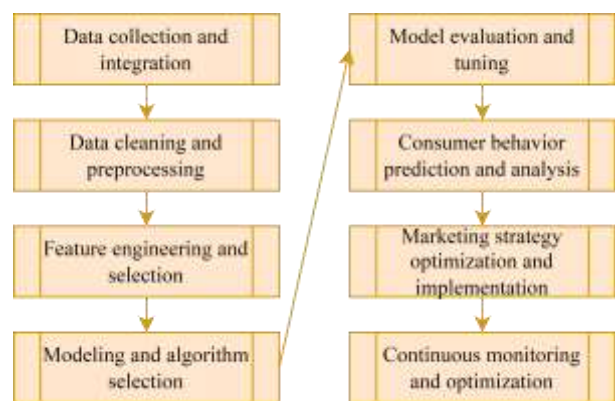 Data collection and
integration
Data cleaning and
preprocessing
Feature engineering and
selection
Modeling and algorithm
selection
Model evaluation and
tuning
Consumer behavior
prediction and analysis
Marketing strategy
optimization and
implementation
Continuous monitoring
and optimization